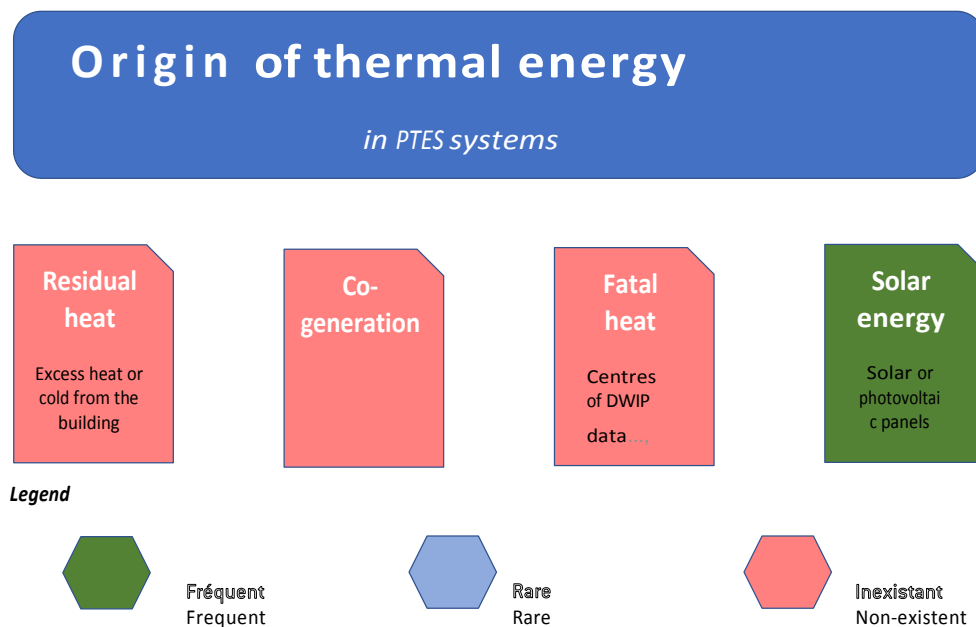 Origin of thermal energy
in PTES systems
Residual
heat
Excess heat or
cold from the
building
Co-
generation
Fatal
heat
Centres
of DWIP
data...,
Solar
energy
Solar or
photovoltai
c panels
Legend
Fréquent
Frequent
Rare
Rare
Inexistant
Non-existent